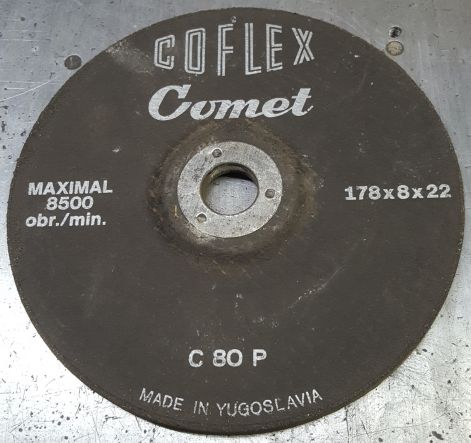 COFLEX
Comet
MAXIMAL
8500
obr./min.
178x8x22
C 80 P
MADE IN YUGOSLAVIA